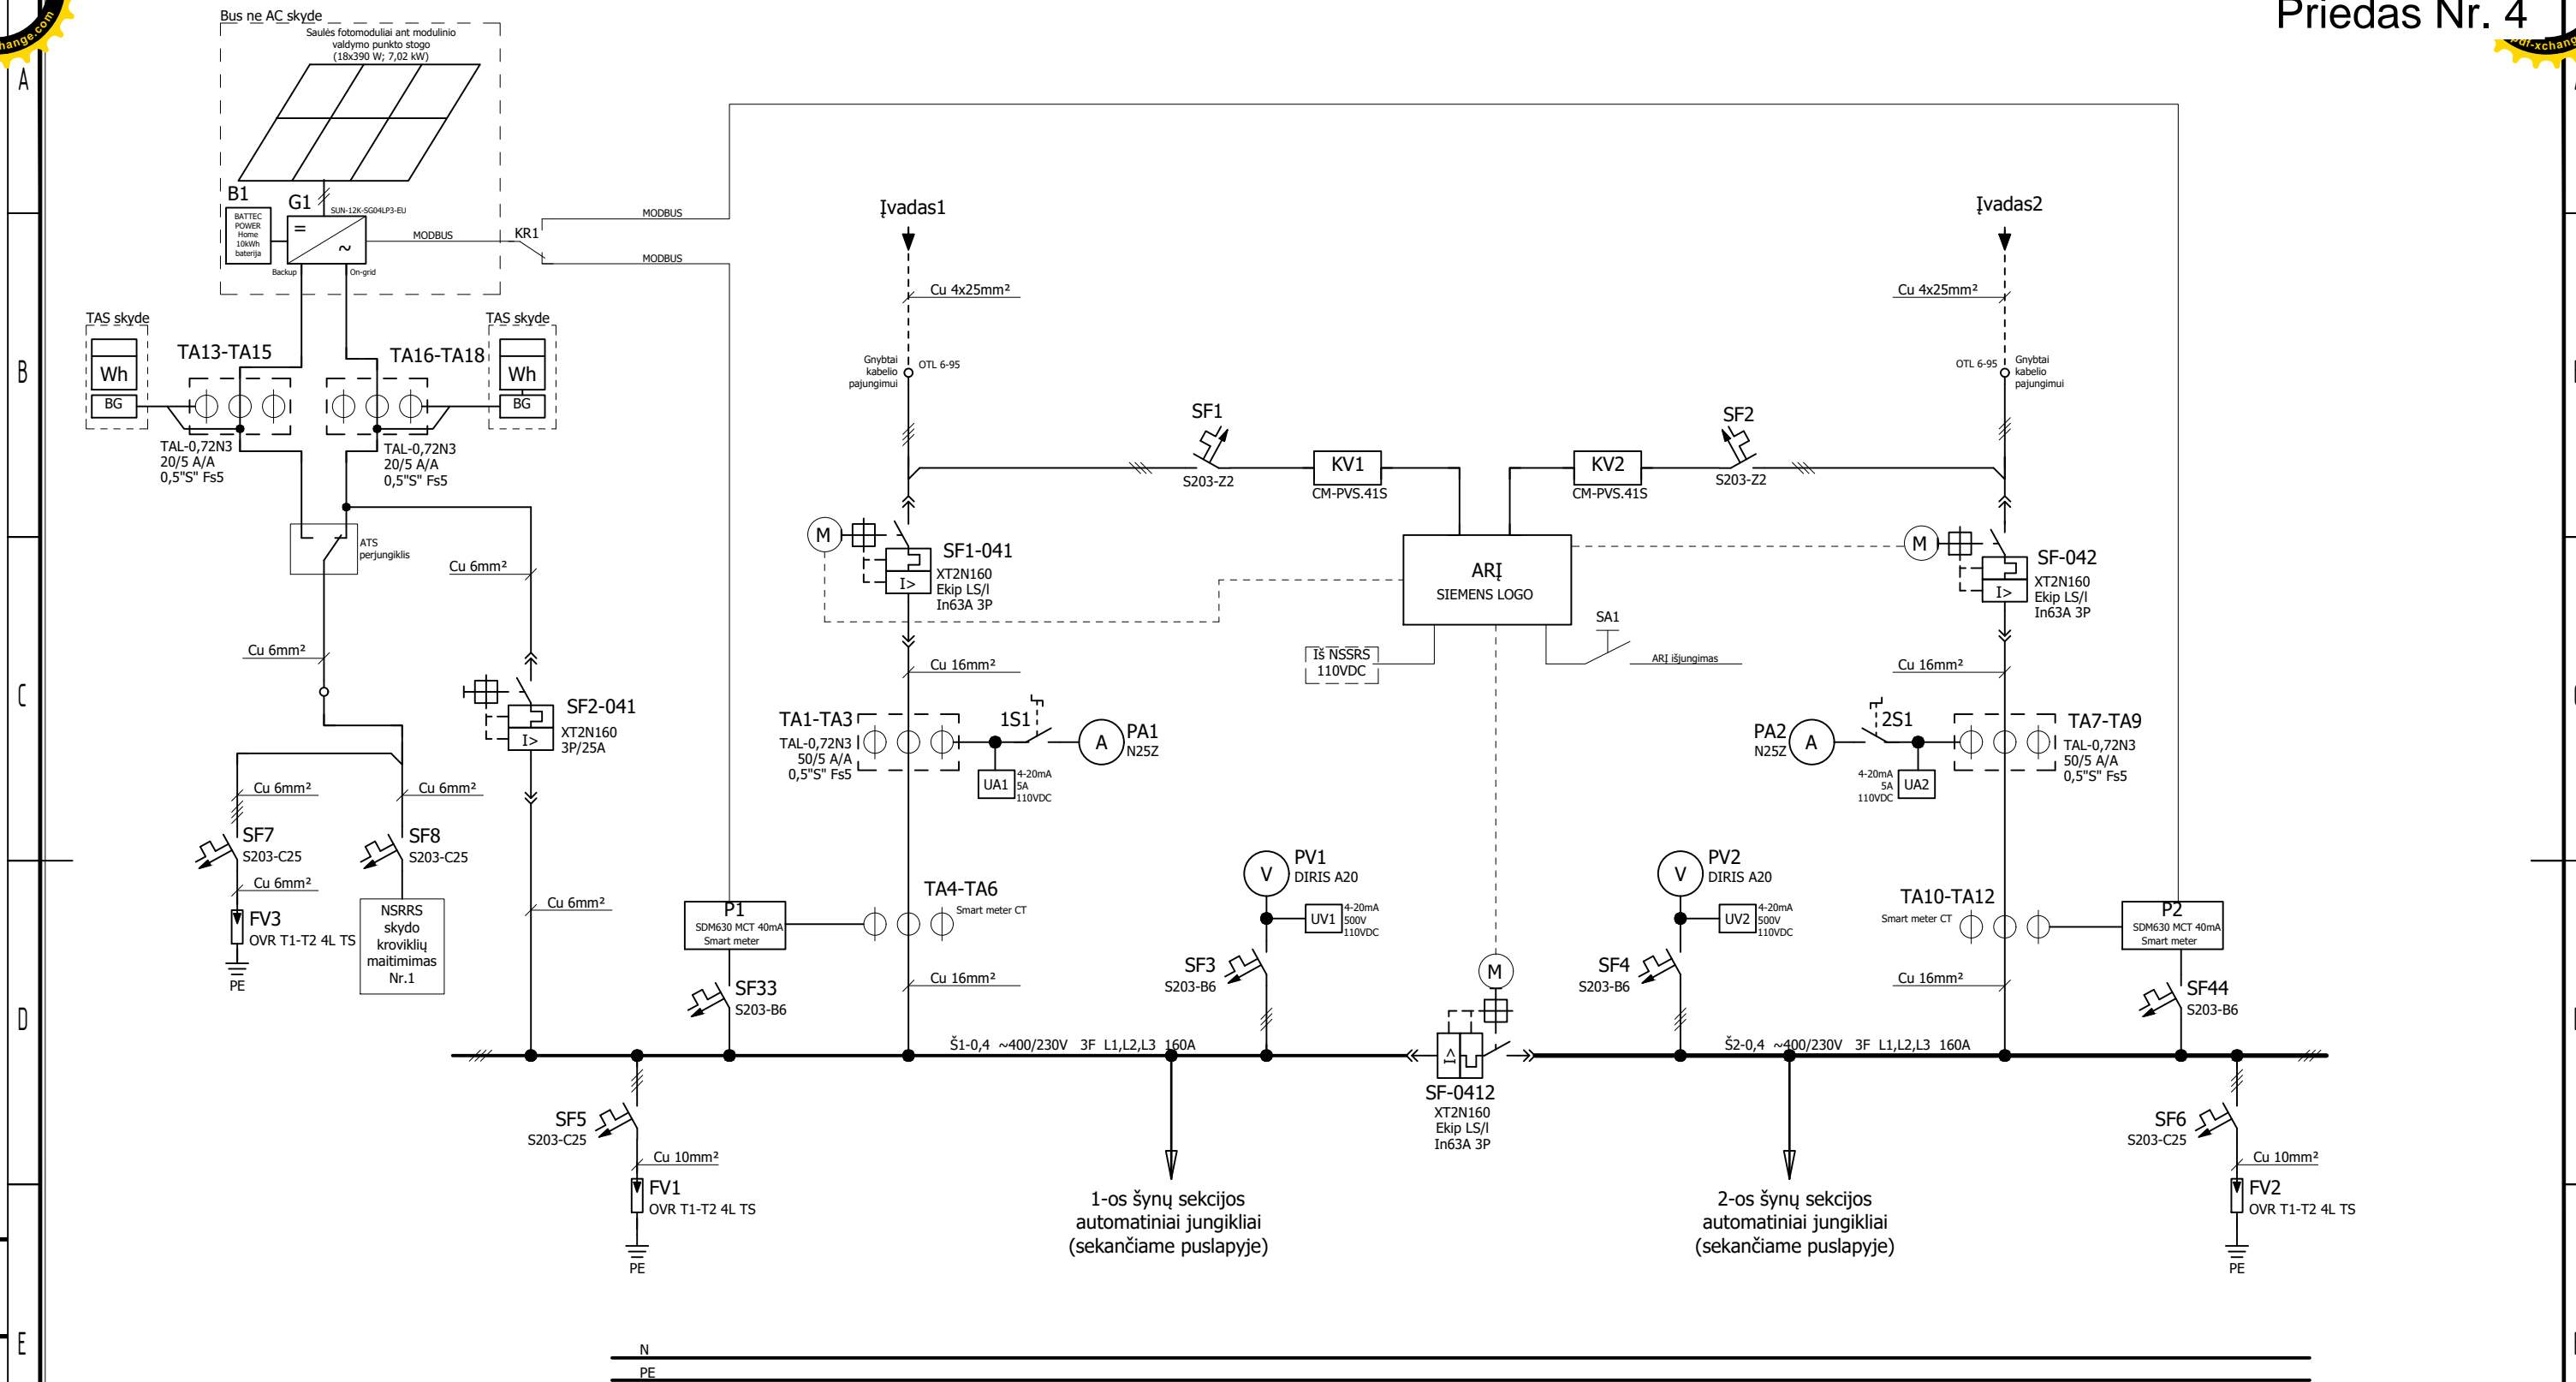 Priedas Nr. 4
hange.com
pdf-xchang
A
B
C
D
E
Bus ne AC skyde
Saulės fotomoduliai ant modulinio
valdymo punkto stogo
(18x390 W; 7,02 kW)
B1
BATTEC
POWER
Home
10kWh
baterija
G1
SUN-12K-SG04LP3-EU
=
~
Backup
On-grid
MODBUS
KR1
MODBUS
MODBUS
TAS skyde
Wh
BG
TA13-TA15
TAL-0,72N3
20/5 A/A
0,5"S" Fs5
TAS skyde
Wh
BG
TA16-TA18
TAL-0,72N3
20/5 A/A
0,5"S" Fs5
ATS
perjungiklis
Cu 6mm²
Cu 6mm²
SF2-041
XT2N160
3P/25A
I>
Cu 6mm²
Cu 6mm²
SF7
S203-C25
SF8
S203-C25
Cu 6mm²
FV3
OVR T1-T2 4L TS
PE
NSRRS
skydo
kroviklių
maitimimas
Nr.1
Cu 6mm²
Įvadas1
Cu 4x25mm²
Gnybtai
kabelio
pajungimui
OTL 6-95
M
SF1-041
XT2N160
Ekip LS/l
In63A 3P
I>
Cu 16mm²
TA1-TA3
TAL-0,72N3
50/5 A/A
0,5"S" Fs5
1S1
A
PA1
N25Z
UA1
4-20mA
5A
110VDC
P1
SDM630 MCT 40mA
Smart meter
TA4-TA6
Smart meter CT
SF33
S203-B6
Cu 16mm²
SF1
S203-Z2
KV1
CM-PVS.41S
KV2
CM-PVS.41S
SF2
S203-Z2
ARĮ
SIEMENS LOGO
Iš NSSRS
110VDC
SA1
ARĮ išjungimas
Įvadas2
Cu 4x25mm²
OTL 6-95
Gnybtai
kabelio
pajungimui
M
SF-042
XT2N160
Ekip LS/l
In63A 3P
I>
Cu 16mm²
PA2
N25Z
A
2S1
UA2
4-20mA
5A
110VDC
TA7-TA9
TAL-0,72N3
50/5 A/A
0,5"S" Fs5
V
PV1
DIRIS A20
UV1
4-20mA
500V
110VDC
SF3
S203-B6
V
PV2
DIRIS A20
UV2
4-20mA
500V
110VDC
SF4
S203-B6
M
TA10-TA12
Smart meter CT
P2
SDM630 MCT 40mA
Smart meter
Cu 16mm²
SF44
S203-B6
Š1-0,4 ~400/230V 3F L1,L2,L3 160A
Š2-0,4 ~400/230V 3F L1,L2,L3 160A
I>
SF-0412
XT2N160
Ekip LS/l
In63A 3P
SF5
S203-C25
Cu 10mm²
FV1
OVR T1-T2 4L TS
PE
1-os šynų sekcijos
automatiniai jungikliai
(sekančiame puslapyje)
2-os šynų sekcijos
automatiniai jungikliai
(sekančiame puslapyje)
SF6
S203-C25
Cu 10mm²
FV2
OVR T1-T2 4L TS
PE
N
PE